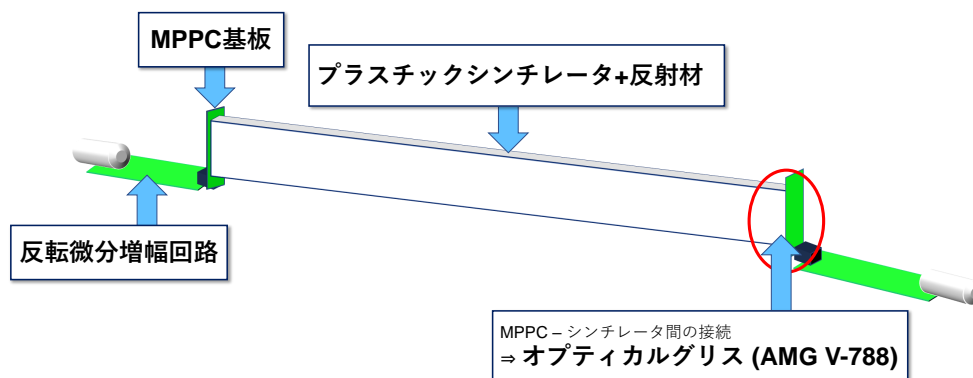 MPPC基板
プラスチックシンチレータ+反射材
反転微分増幅回路
MPPC – シンチレータ間の接続
⇒ オプティカルグリス (AMG V-788)